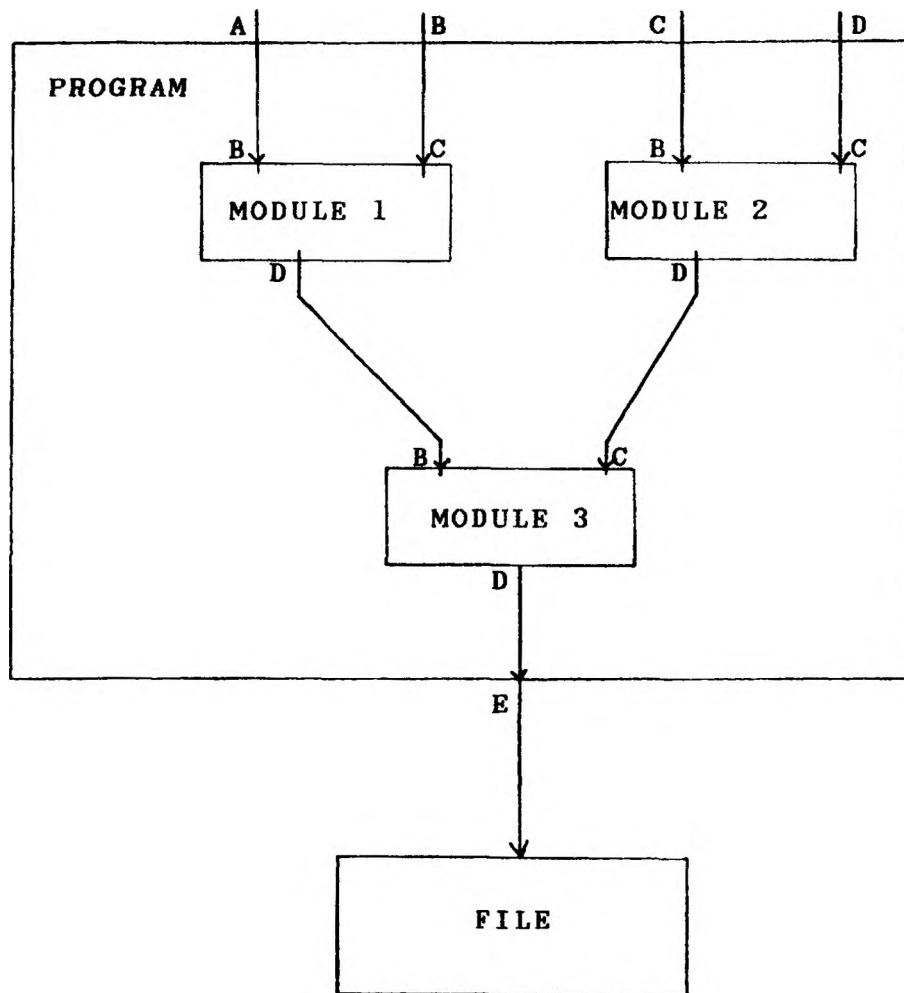 A B C D
PROGRAM
B C B C
MODULE 1 MODULE 2
D D
B C
MODULE 3
D
E
FILE